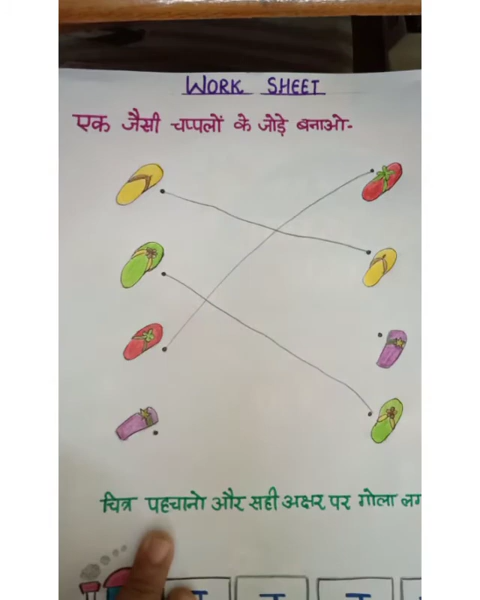 WORK SHEET
एक जैसी चप्पलों के जोड़े बनाओ-
चित्र पहचानो और सही अक्षर पर गोला